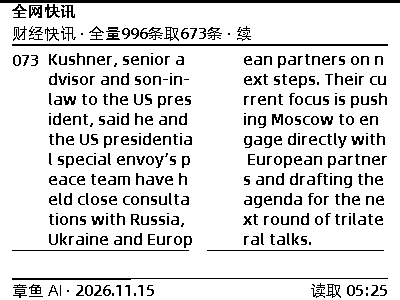 全网快讯
财经快讯 · 全量996条取673条 · 续
073 Kushner, senior a
dvisor and son-in-
law to the US pres
ident, said he and
the US presidentia
l special envoy's p
eace team have h
eld close consulta
tions with Russia,
Ukraine and Europ
ean partners on n
ext steps. Their cu
rrent focus is push
ing Moscow to en
gage directly with
European partner
s and drafting the
agenda for the ne
xt round of trilate
ral talks.
章鱼 AI · 2026.11.15
读取 05:25